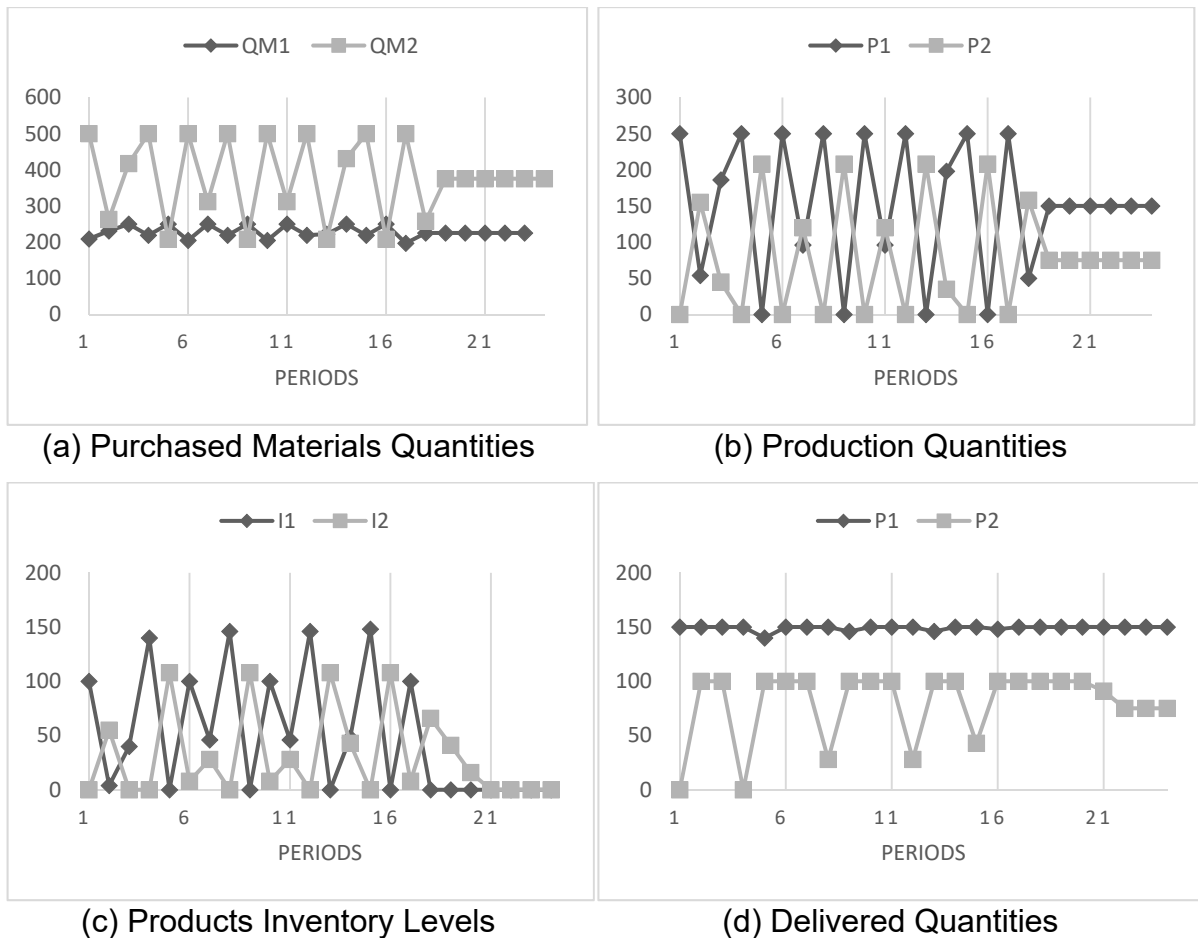 QM1 QM2
600
500
400
300
200
100
0
1 6 11 16 21
PERIODS
(a) Purchased Materials Quantities
P1 P2
300
250
200
150
100
50
0
1 6 11 16 21
PERIODS
(b) Production Quantities
I1 I2
200
150
100
50
0
1 6 11 16 21
PERIODS
(c) Products Inventory Levels
P1 P2
200
150
100
50
0
1 6 11 16 21
PERIODS
(d) Delivered Quantities